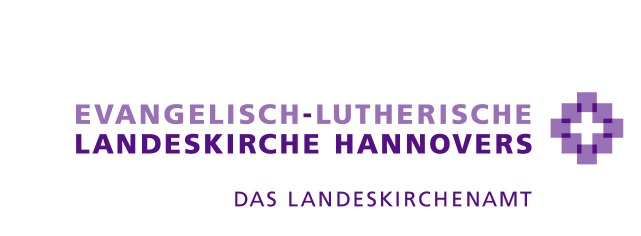 EVANGELISCH-LUTHERISCHE
LANDESKIRCHE HANNOVERS
DAS LANDESKIRCHENAMT